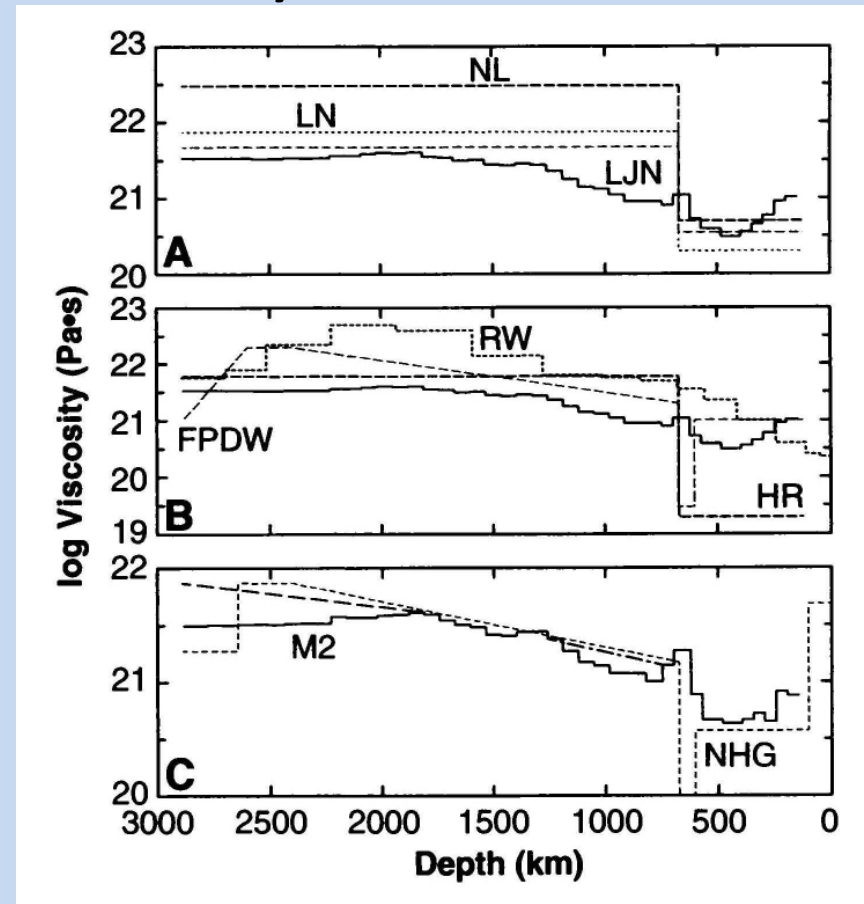 23
22
21
20
NL
LN
LJN
A
23
22
21
20
19
RW
FPDW
HR
B
22
21
20
M2
NHG
C
3000 2500 2000 1500 1000 500 0
Depth (km)
log Viscosity (Pa•s)